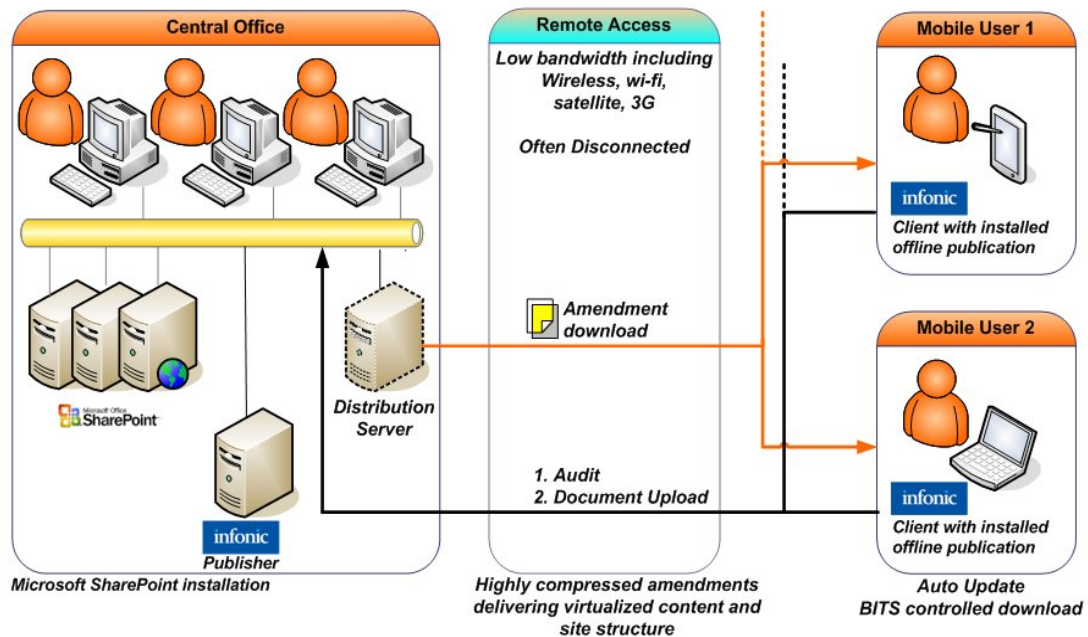 Central Office
Microsoft Office
SharePoint
Distribution
Server
infonic
Publisher
Microsoft SharePoint installation
Remote Access
Low bandwidth including
Wireless, wi-fi,
satellite, 3G
Often Disconnected
Amendment
download
1. Audit
2. Document Upload
Highly compressed amendments
delivering virtualized content and
site structure
Mobile User 1
infonic
Client with installed
offline publication
Mobile User 2
infonic
Client with installed
offline publication
Auto Update
BITS controlled download